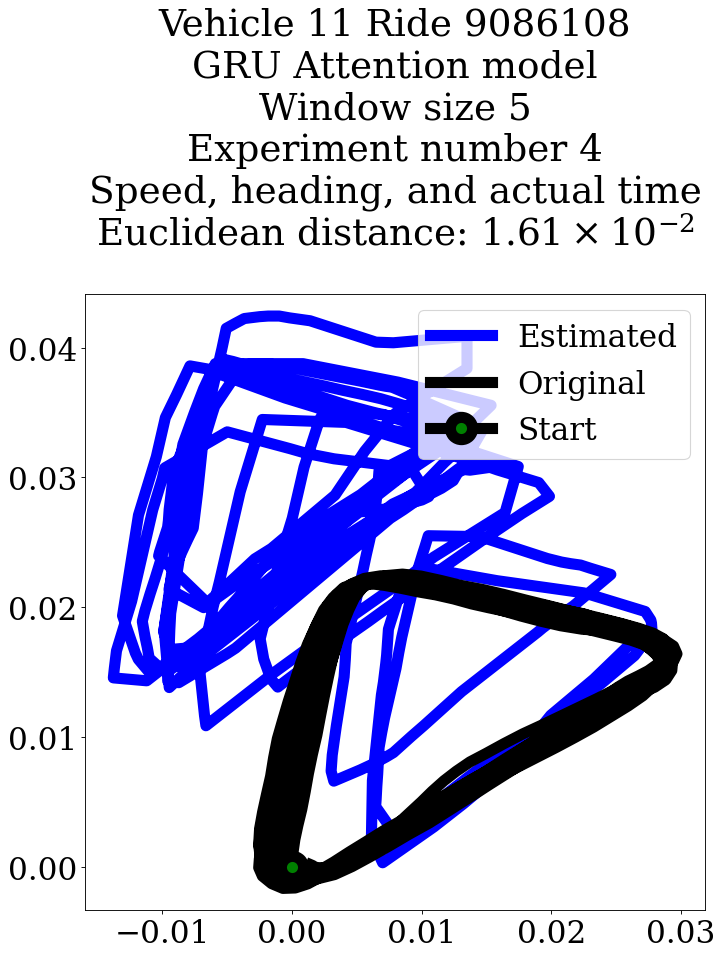 Vehicle 11 Ride 9086108
GRU Attention model
Window size 5
Experiment number 4
Speed, heading, and actual time
Euclidean distance: 1.61 × 10⁻²
Estimated
Original
Start
0.04
0.03
0.02
0.01
0.00
−0.01 0.00 0.01 0.02 0.03